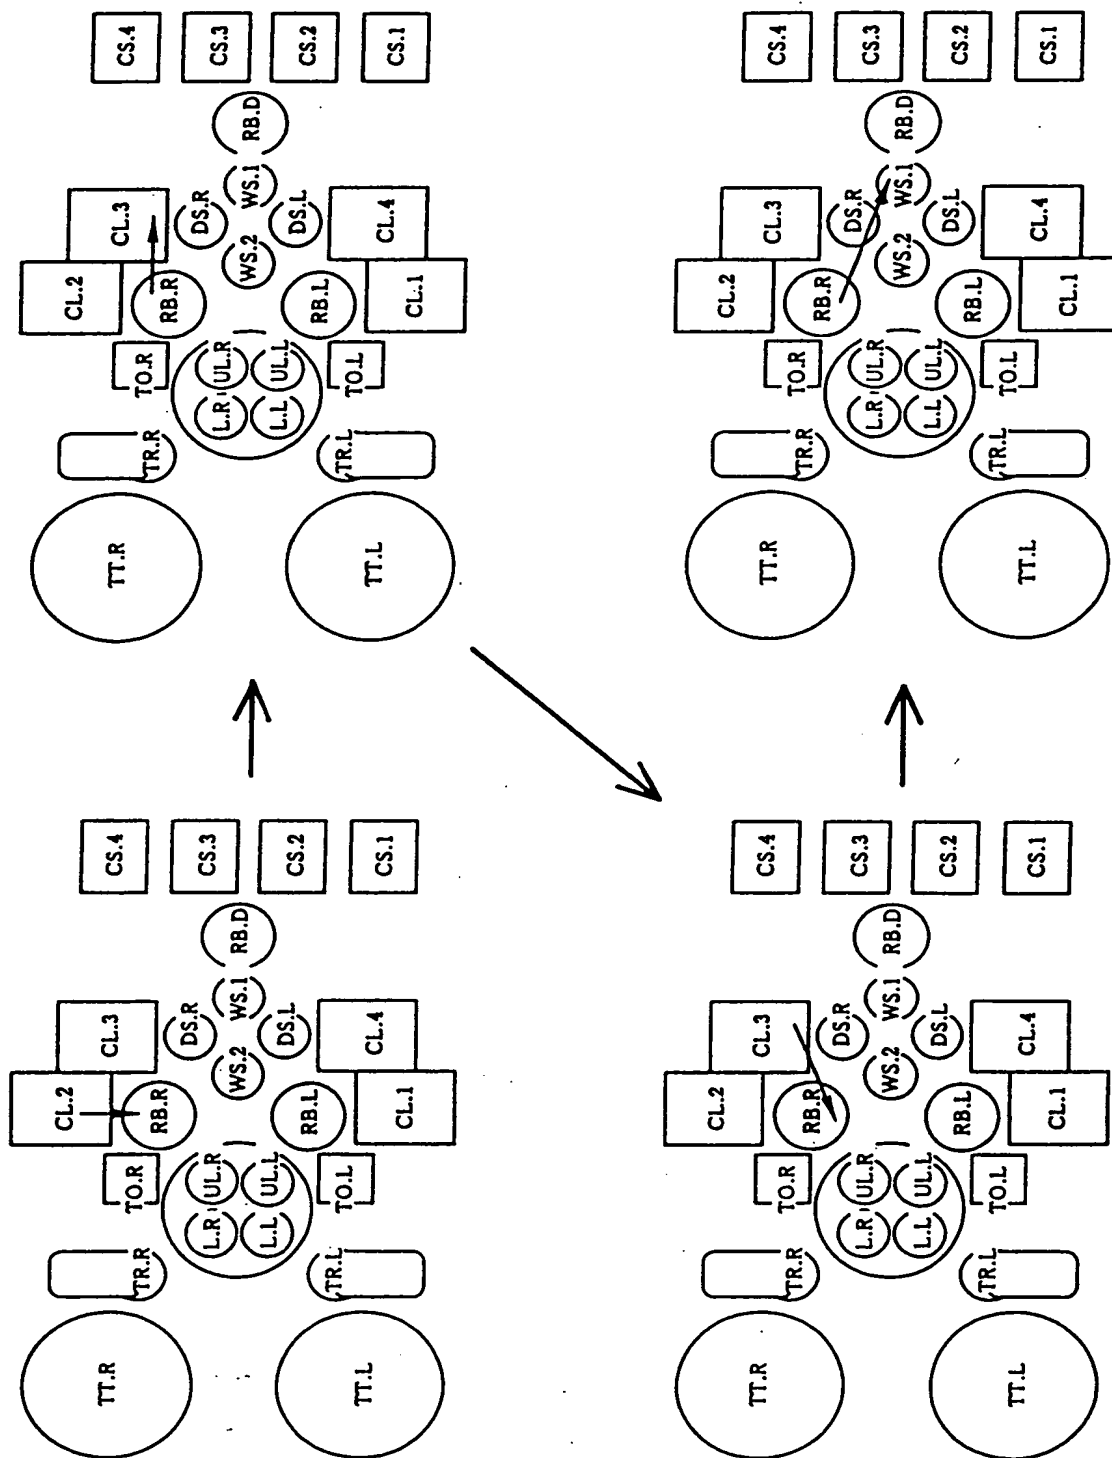 CL.2
TT.R
CL.3
CS.4
TO.R
TR.R
RB.R
DS.R
CS.3
L.R
UL.R
WS.2
WS.1
RB.D
L.L
UL.L
DS.L
CS.2
RB.L
TR.L
TO.L
TT.L
CL.4
CS.1
CL.1
CL.2
TT.R
CL.3
CS.4
TO.R
TR.R
RB.R
DS.R
CS.3
L.R
UL.R
WS.2
WS.1
RB.D
L.L
UL.L
DS.L
CS.2
RB.L
TR.L
TO.L
TT.L
CL.4
CS.1
CL.1
CL.2
TT.R
CL.3
CS.4
TO.R
TR.R
RB.R
DS.R
CS.3
L.R
UL.R
WS.2
WS.1
RB.D
L.L
UL.L
DS.L
CS.2
RB.L
TR.L
TO.L
TT.L
CL.4
CS.1
CL.1
CL.2
TT.R
CL.3
CS.4
TO.R
TR.R
RB.R
DS.R
CS.3
L.R
UL.R
WS.2
WS.1
RB.D
L.L
UL.L
DS.L
CS.2
RB.L
TR.L
TO.L
TT.L
CL.4
CS.1
CL.1